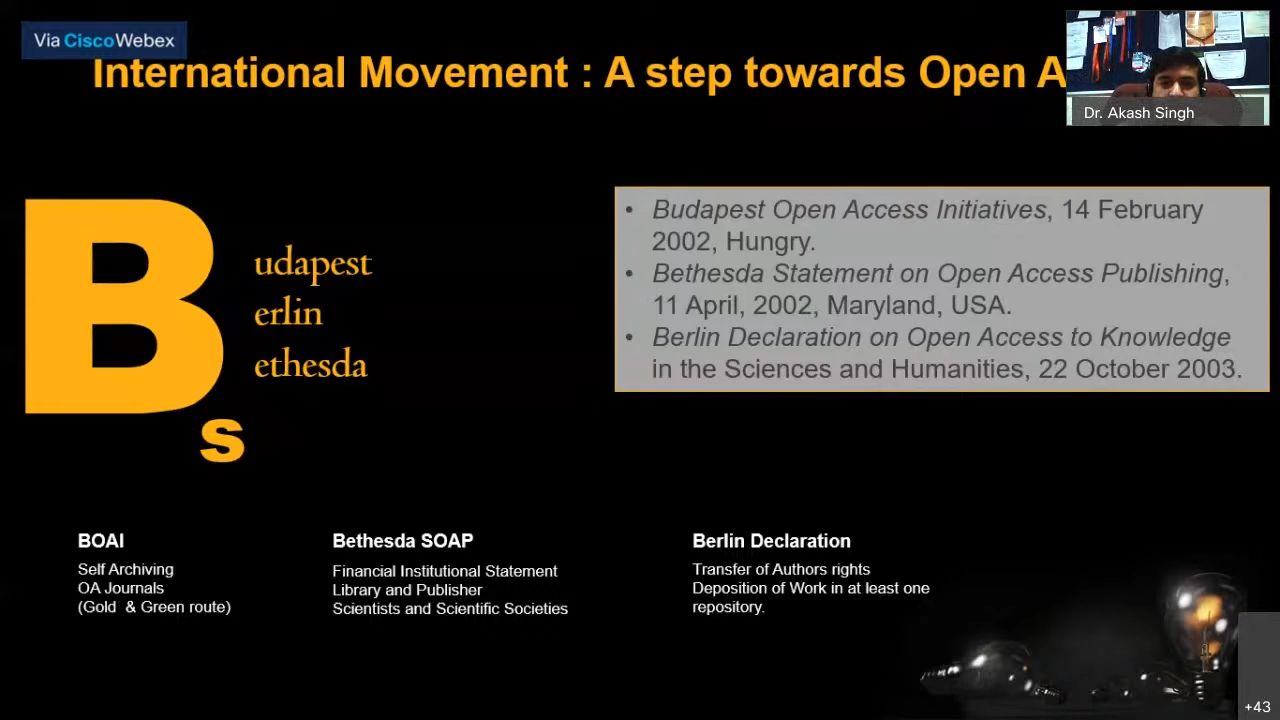 Via CiscoWebex
International Movement : A step towards Open A
Dr. Akash Singh
B
udapest
erlin
ethesda
s
• Budapest Open Access Initiatives, 14 February
2002, Hungry.
• Bethesda Statement on Open Access Publishing,
11 April, 2002, Maryland, USA.
• Berlin Declaration on Open Access to Knowledge
in the Sciences and Humanities, 22 October 2003.
BOAI
Self Archiving
OA Journals
(Gold & Green route)
Bethesda SOAP
Financial Institutional Statement
Library and Publisher
Scientists and Scientific Societies
Berlin Declaration
Transfer of Authors rights
Deposition of Work in at least one
repository.
+43